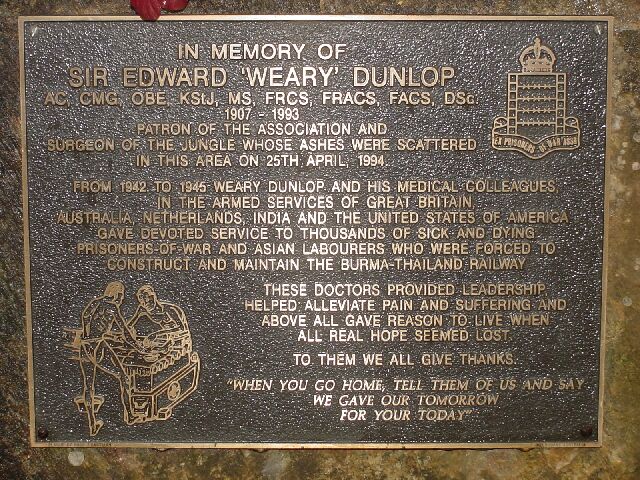 IN MEMORY OF
SIR EDWARD 'WEARY' DUNLOP
AC, CMG, OBE, KStJ, MS, FRCS, FRACS, FACS, DSc.
1907 - 1993
PATRON OF THE ASSOCIATION AND
SURGEON OF THE JUNGLE WHOSE ASHES WERE SCATTERED
IN THIS AREA ON 25TH APRIL, 1994.
EX PRISONERS OF WAR ASSN
FROM 1942 TO 1945 WEARY DUNLOP AND HIS MEDICAL COLLEAGUES,
IN THE ARMED SERVICES OF GREAT BRITAIN,
AUSTRALIA, NETHERLANDS, INDIA AND THE UNITED STATES OF AMERICA
GAVE DEVOTED SERVICE TO THOUSANDS OF SICK AND DYING
PRISONERS-OF-WAR AND ASIAN LABOURERS WHO WERE FORCED TO
CONSTRUCT AND MAINTAIN THE BURMA-THAILAND RAILWAY
THESE DOCTORS PROVIDED LEADERSHIP,
HELPED ALLEVIATE PAIN AND SUFFERING AND
ABOVE ALL GAVE REASON TO LIVE WHEN
ALL REAL HOPE SEEMED LOST.
TO THEM WE ALL GIVE THANKS.
"WHEN YOU GO HOME, TELL THEM OF US AND SAY
WE GAVE OUR TOMORROW
FOR YOUR TODAY"